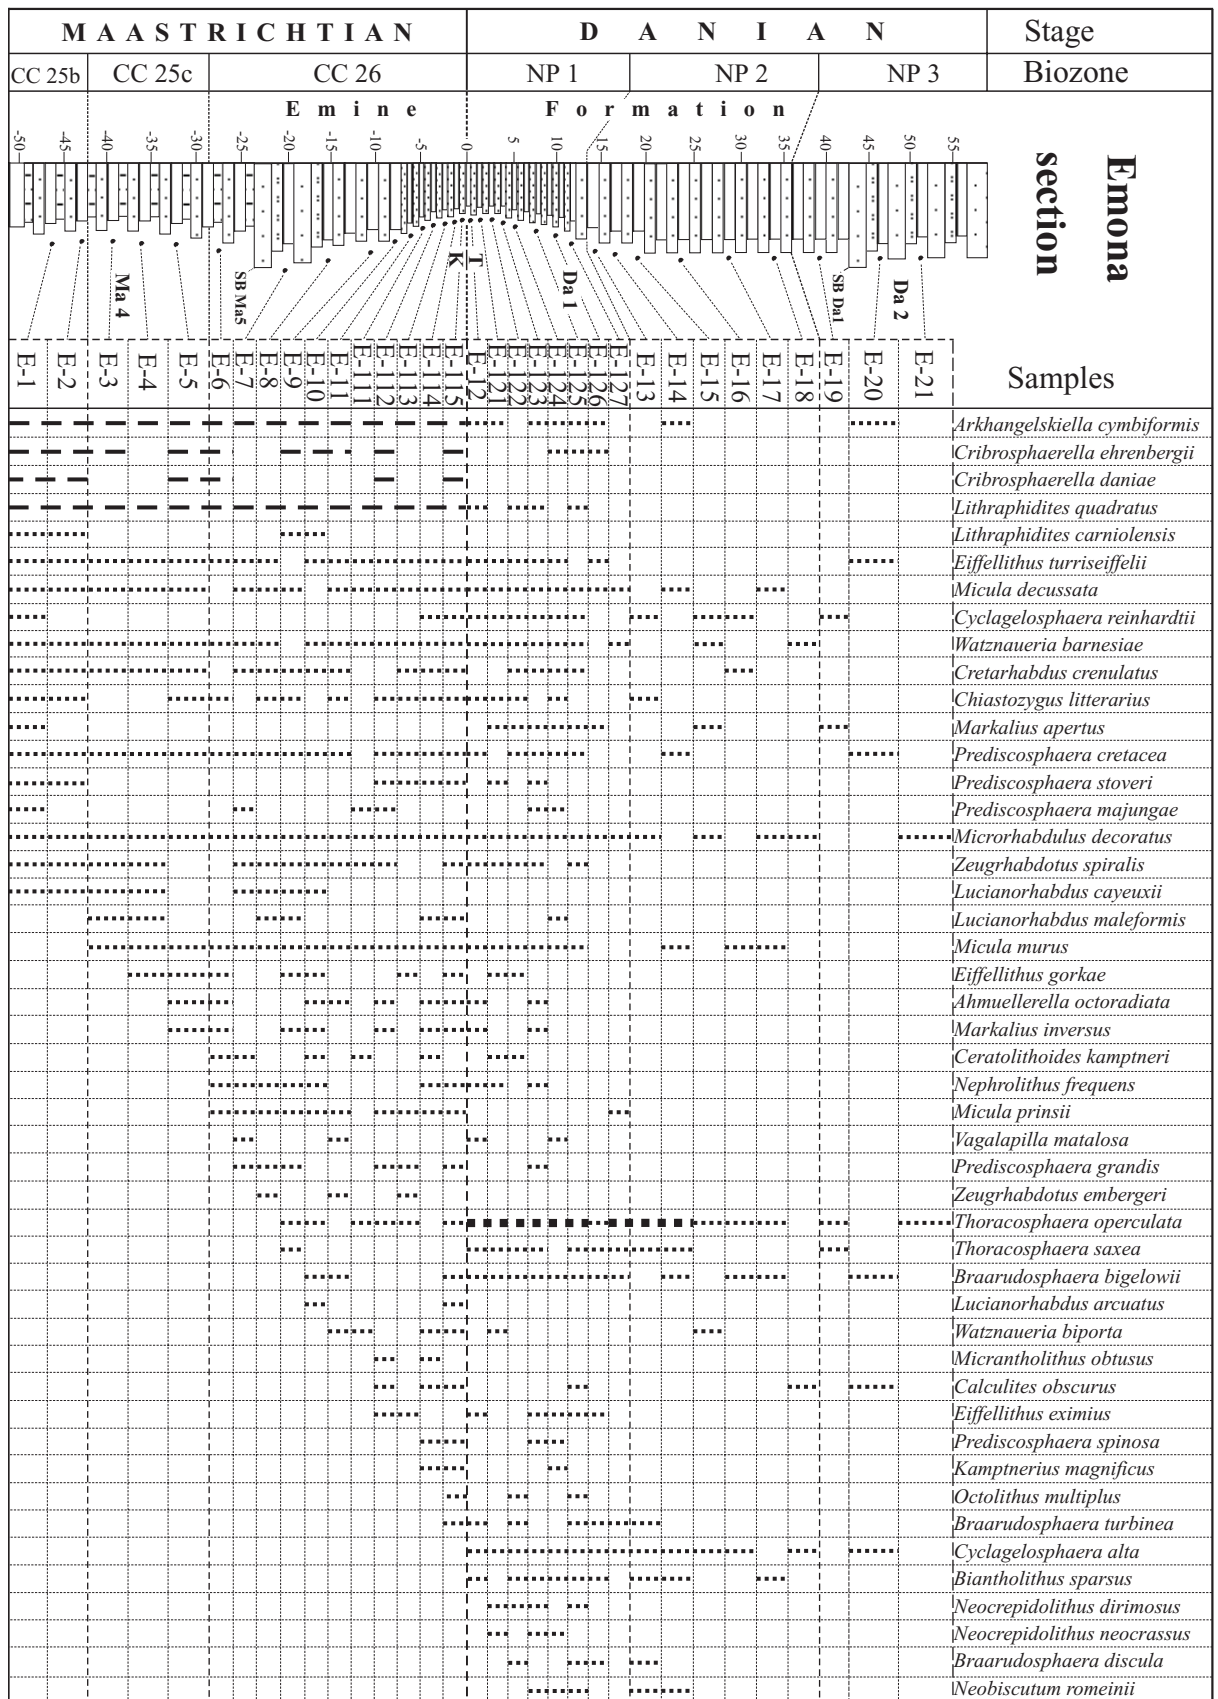 M A A S T R I C H T I A N D A N I A N Stage
CC 25b CC 25c CC 26 NP 1 NP 2 NP 3 Biozone
E m i n e F o r m a t i o n
-50 -45 -40 -35 -30 -25 -20 -15 -10 -5 0 5 10 15 20 25 30 35 40 45 50 55
Emona
section
Ma 4 SB Ma5 K T Da 1 SB Da1 Da 2
E-1 E-2 E-3 E-4 E-5 E-6 E-7 E-8 E-9 E-10 E-11 E-111 E-112 E-113 E-114 E-115 E-12 E-121 E-122 E-123 E-124 E-125 E-126 E-127 E-13 E-14 E-15 E-16 E-17 E-18 E-19 E-20 E-21 Samples
Arkhangelskiella cymbiformis
Cribrosphaerella ehrenbergii
Cribrosphaerella daniae
Lithraphidites quadratus
Lithraphidites carniolensis
Eiffellithus turriseiffelii
Micula decussata
Cyclagelosphaera reinhardtii
Watznaueria barnesiae
Cretarhabdus crenulatus
Chiastozygus litterarius
Markalius apertus
Prediscosphaera cretacea
Prediscosphaera stoveri
Prediscosphaera majungae
Microrhabdulus decoratus
Zeugrhabdotus spiralis
Lucianorhabdus cayeuxii
Lucianorhabdus maleformis
Micula murus
Eiffellithus gorkae
Ahmuellerella octoradiata
Markalius inversus
Ceratolithoides kamptneri
Nephrolithus frequens
Micula prinsii
Vagalapilla matalosa
Prediscosphaera grandis
Zeugrhabdotus embergeri
Thoracosphaera operculata
Thoracosphaera saxea
Braarudosphaera bigelowii
Lucianorhabdus arcuatus
Watznaueria biporta
Micrantholithus obtusus
Calculites obscurus
Eiffellithus eximius
Prediscosphaera spinosa
Kamptnerius magnificus
Octolithus multiplus
Braarudosphaera turbinea
Cyclagelosphaera alta
Biantholithus sparsus
Neocrepidolithus dirimosus
Neocrepidolithus neocrassus
Braarudosphaera discula
Neobiscutum romeinii